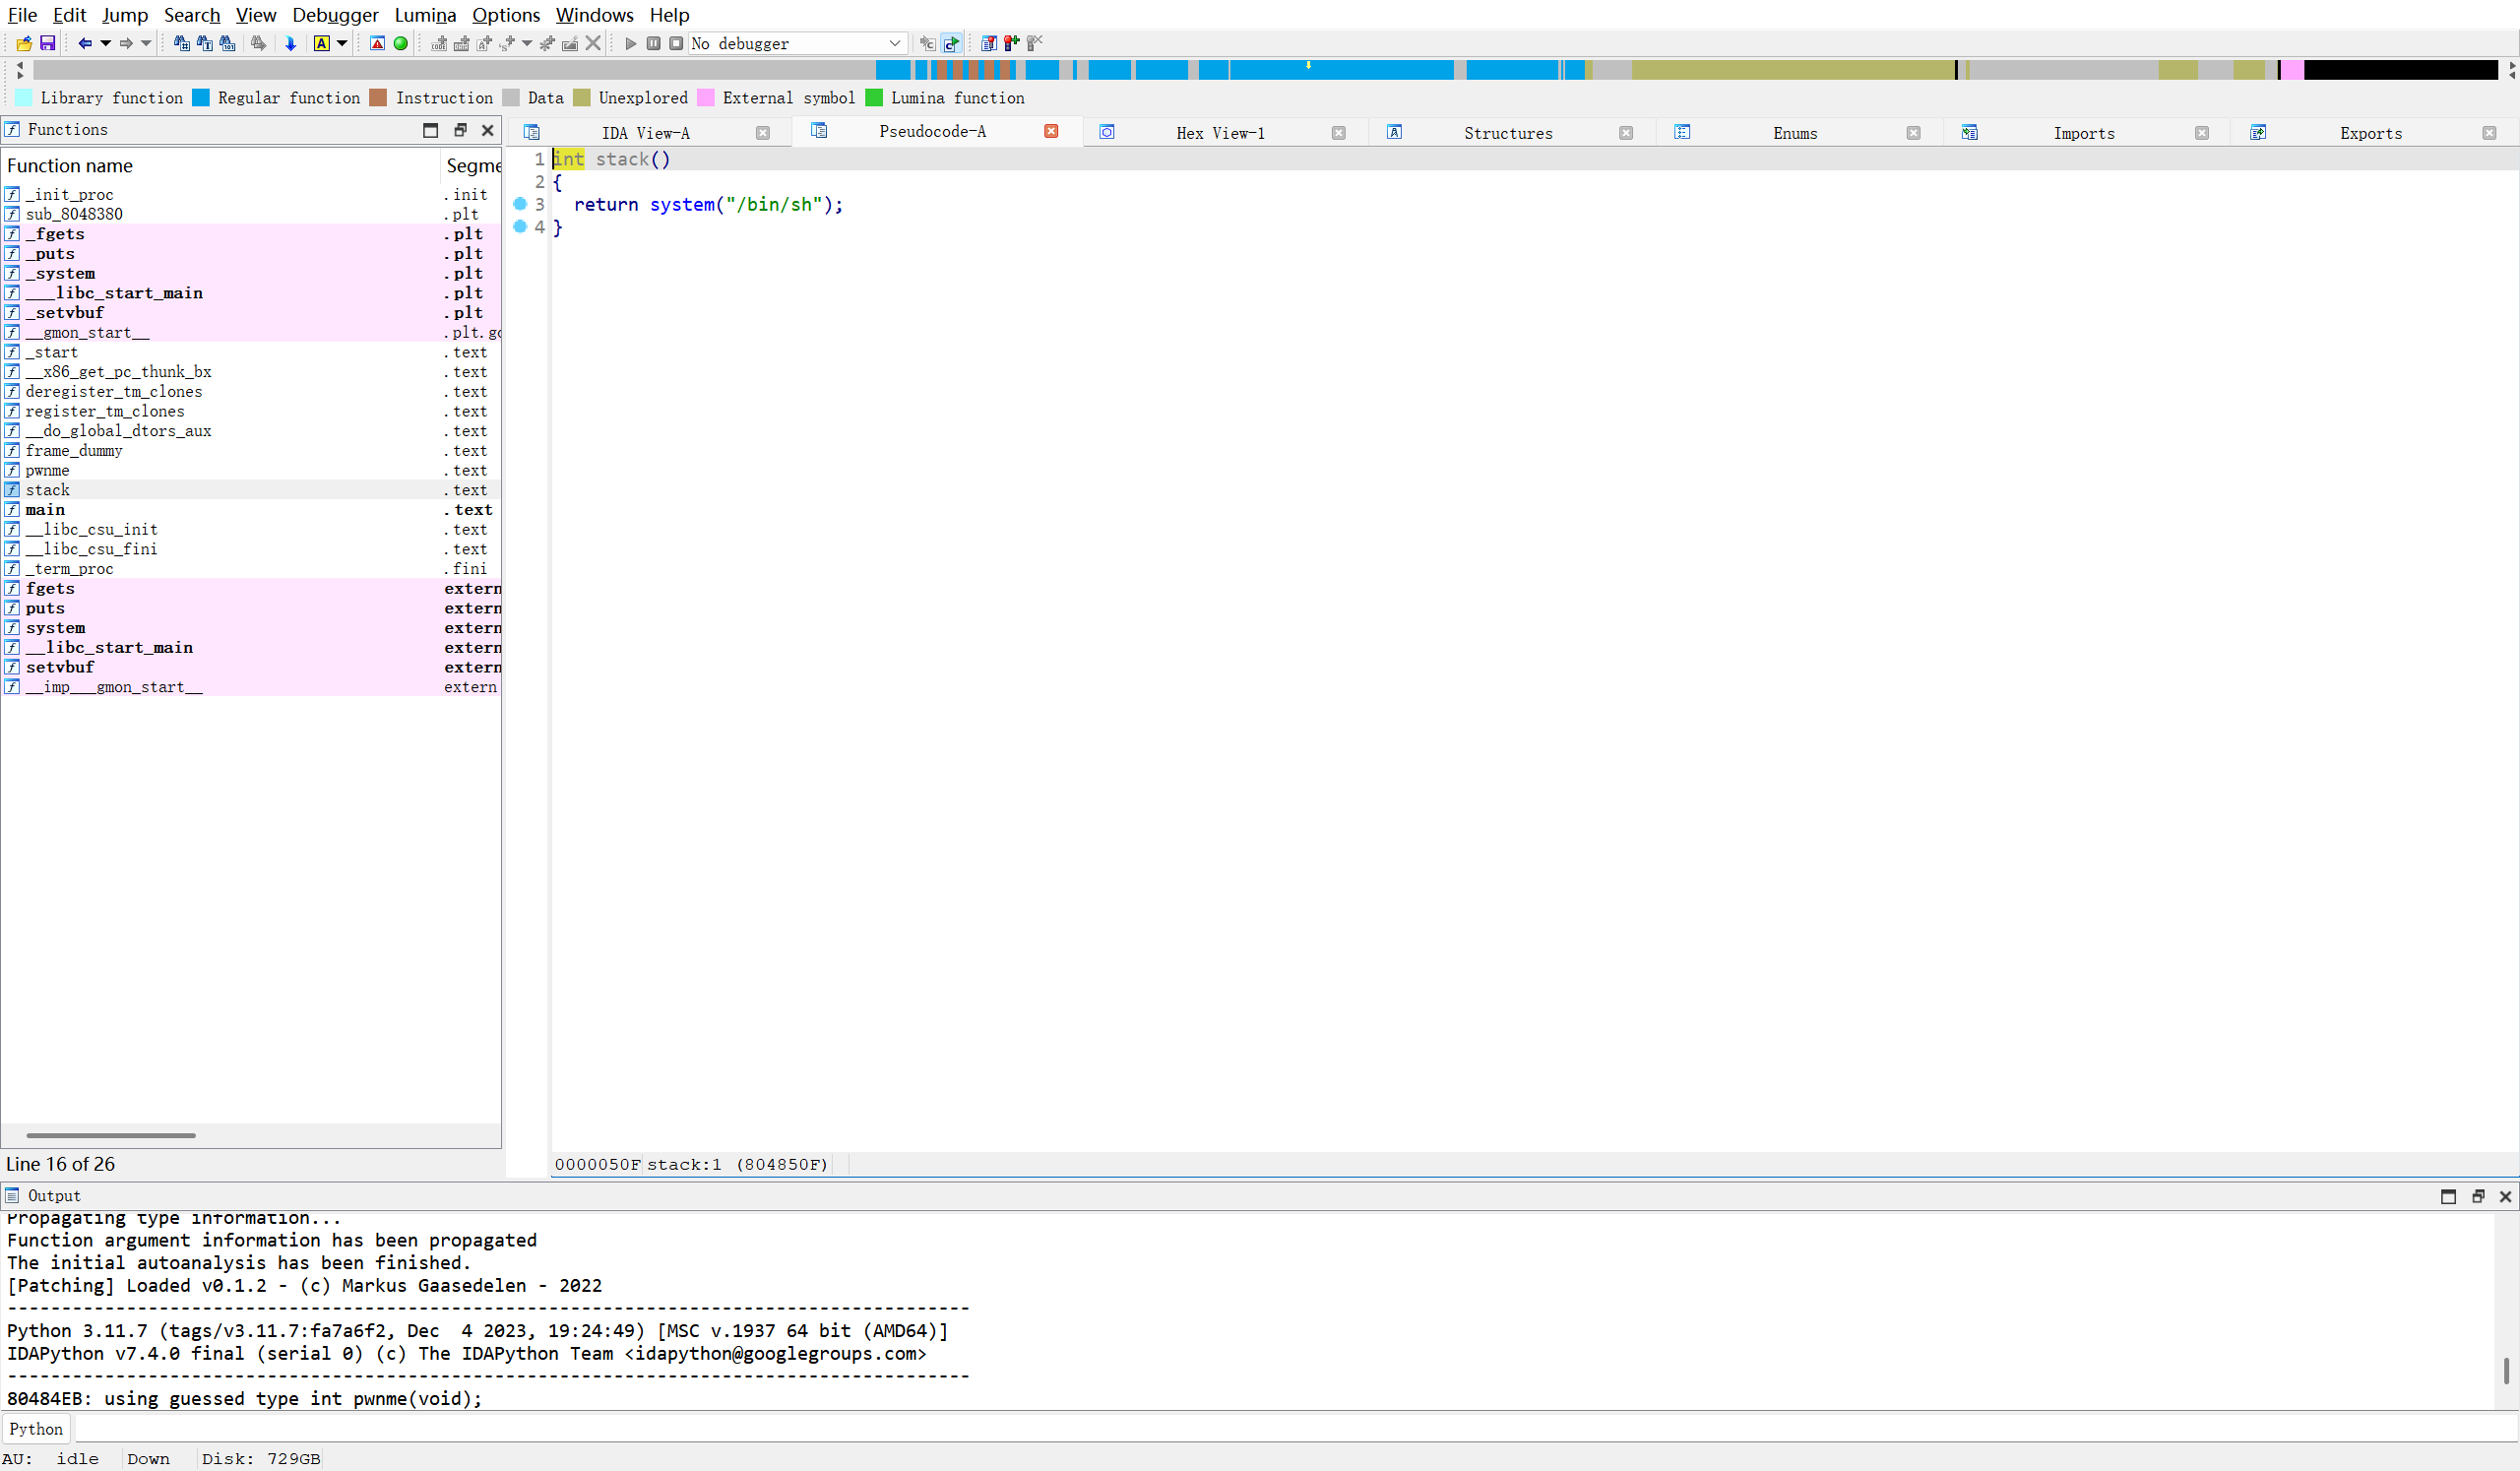 File Edit Jump Search View Debugger Lumina Options Windows Help
No debugger
Library function Regular function Instruction Data Unexplored External symbol Lumina function
Functions
Function name Segme
_init_proc .init
sub_8048380 .plt
_fgets .plt
_puts .plt
_system .plt
___libc_start_main .plt
_setvbuf .plt
__gmon_start__ .plt.go
_start .text
__x86_get_pc_thunk_bx .text
deregister_tm_clones .text
register_tm_clones .text
__do_global_dtors_aux .text
frame_dummy .text
pwnme .text
stack .text
main .text
__libc_csu_init .text
__libc_csu_fini .text
_term_proc .fini
fgets extern
puts extern
system extern
__libc_start_main extern
setvbuf extern
__imp___gmon_start__ extern
Line 16 of 26
IDA View-A Pseudocode-A Hex View-1 Structures Enums Imports Exports
1 int stack()
2 {
3 return system("/bin/sh");
4 }
0000050F stack:1 (804850F)
Output
Propagating type information...
Function argument information has been propagated
The initial autoanalysis has been finished.
[Patching] Loaded v0.1.2 - (c) Markus Gaasedelen - 2022
-----------------------------------------------------------------------------------------
Python 3.11.7 (tags/v3.11.7:fa7a6f2, Dec  4 2023, 19:24:49) [MSC v.1937 64 bit (AMD64)]
IDAPython v7.4.0 final (serial 0) (c) The IDAPython Team <idapython@googlegroups.com>
-----------------------------------------------------------------------------------------
80484EB: using guessed type int pwnme(void);
Python
AU: idle Down Disk: 729GB